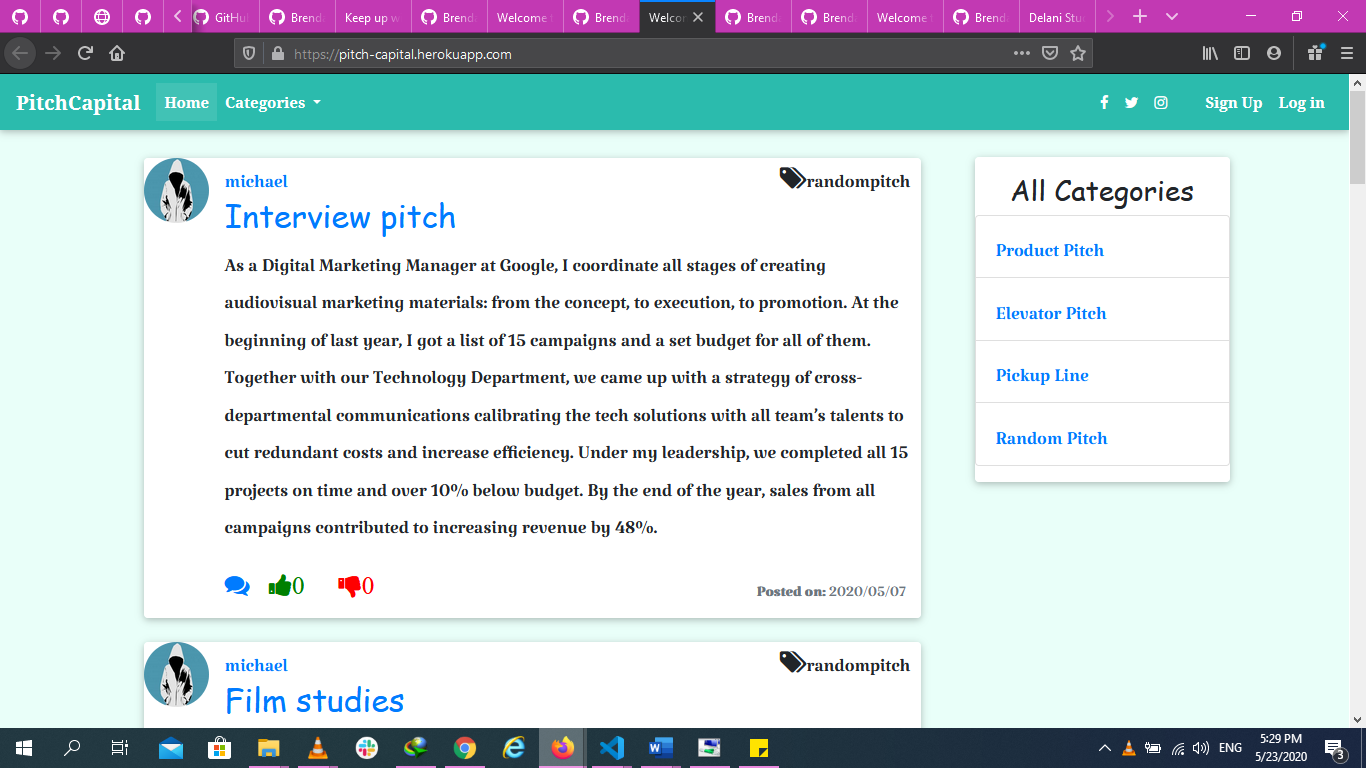 GitHu
Brend
Keep up w
Brend
Welcome
Brend
Welcor
Brend
Brend
Welcome
Brend
Delani Stu
https://pitch-capital.herokuapp.com
PitchCapital
Home
Categories
Sign Up
Log in
michael
randompitch
Interview pitch
As a Digital Marketing Manager at Google, I coordinate all stages of creating
audiovisual marketing materials: from the concept, to execution, to promotion. At the
beginning of last year, I got a list of 15 campaigns and a set budget for all of them.
Together with our Technology Department, we came up with a strategy of cross-
departmental communications calibrating the tech solutions with all team’s talents to
cut redundant costs and increase efficiency. Under my leadership, we completed all 15
projects on time and over 10% below budget. By the end of the year, sales from all
campaigns contributed to increasing revenue by 48%.
0
0
Posted on: 2020/05/07
michael
randompitch
Film studies
All Categories
Product Pitch
Elevator Pitch
Pickup Line
Random Pitch
ENG
5:29 PM
5/23/2020
3